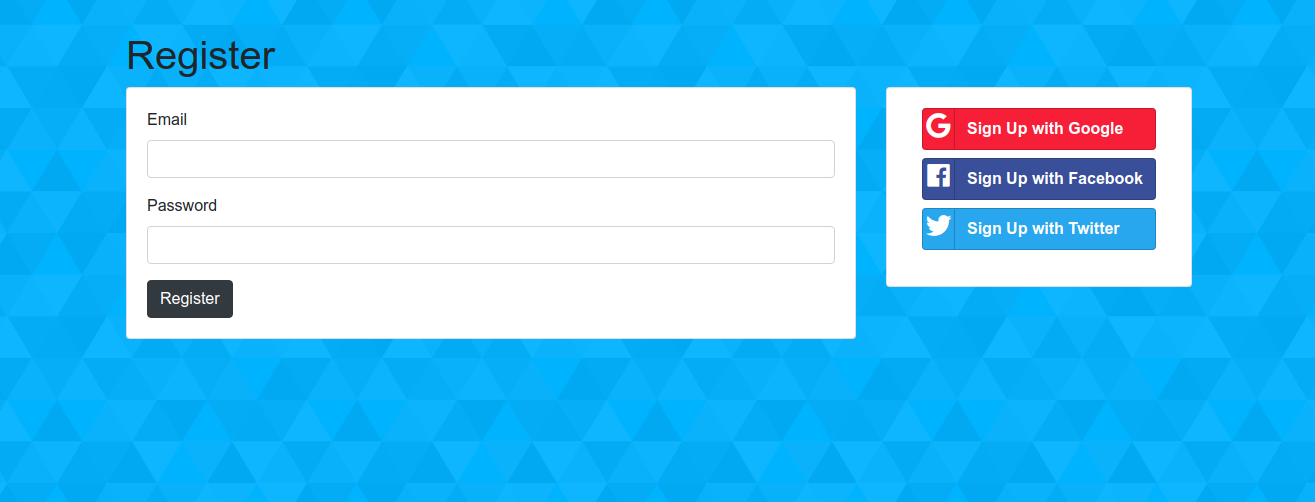 Register
Email
Password
Register
Sign Up with Google
Sign Up with Facebook
Sign Up with Twitter